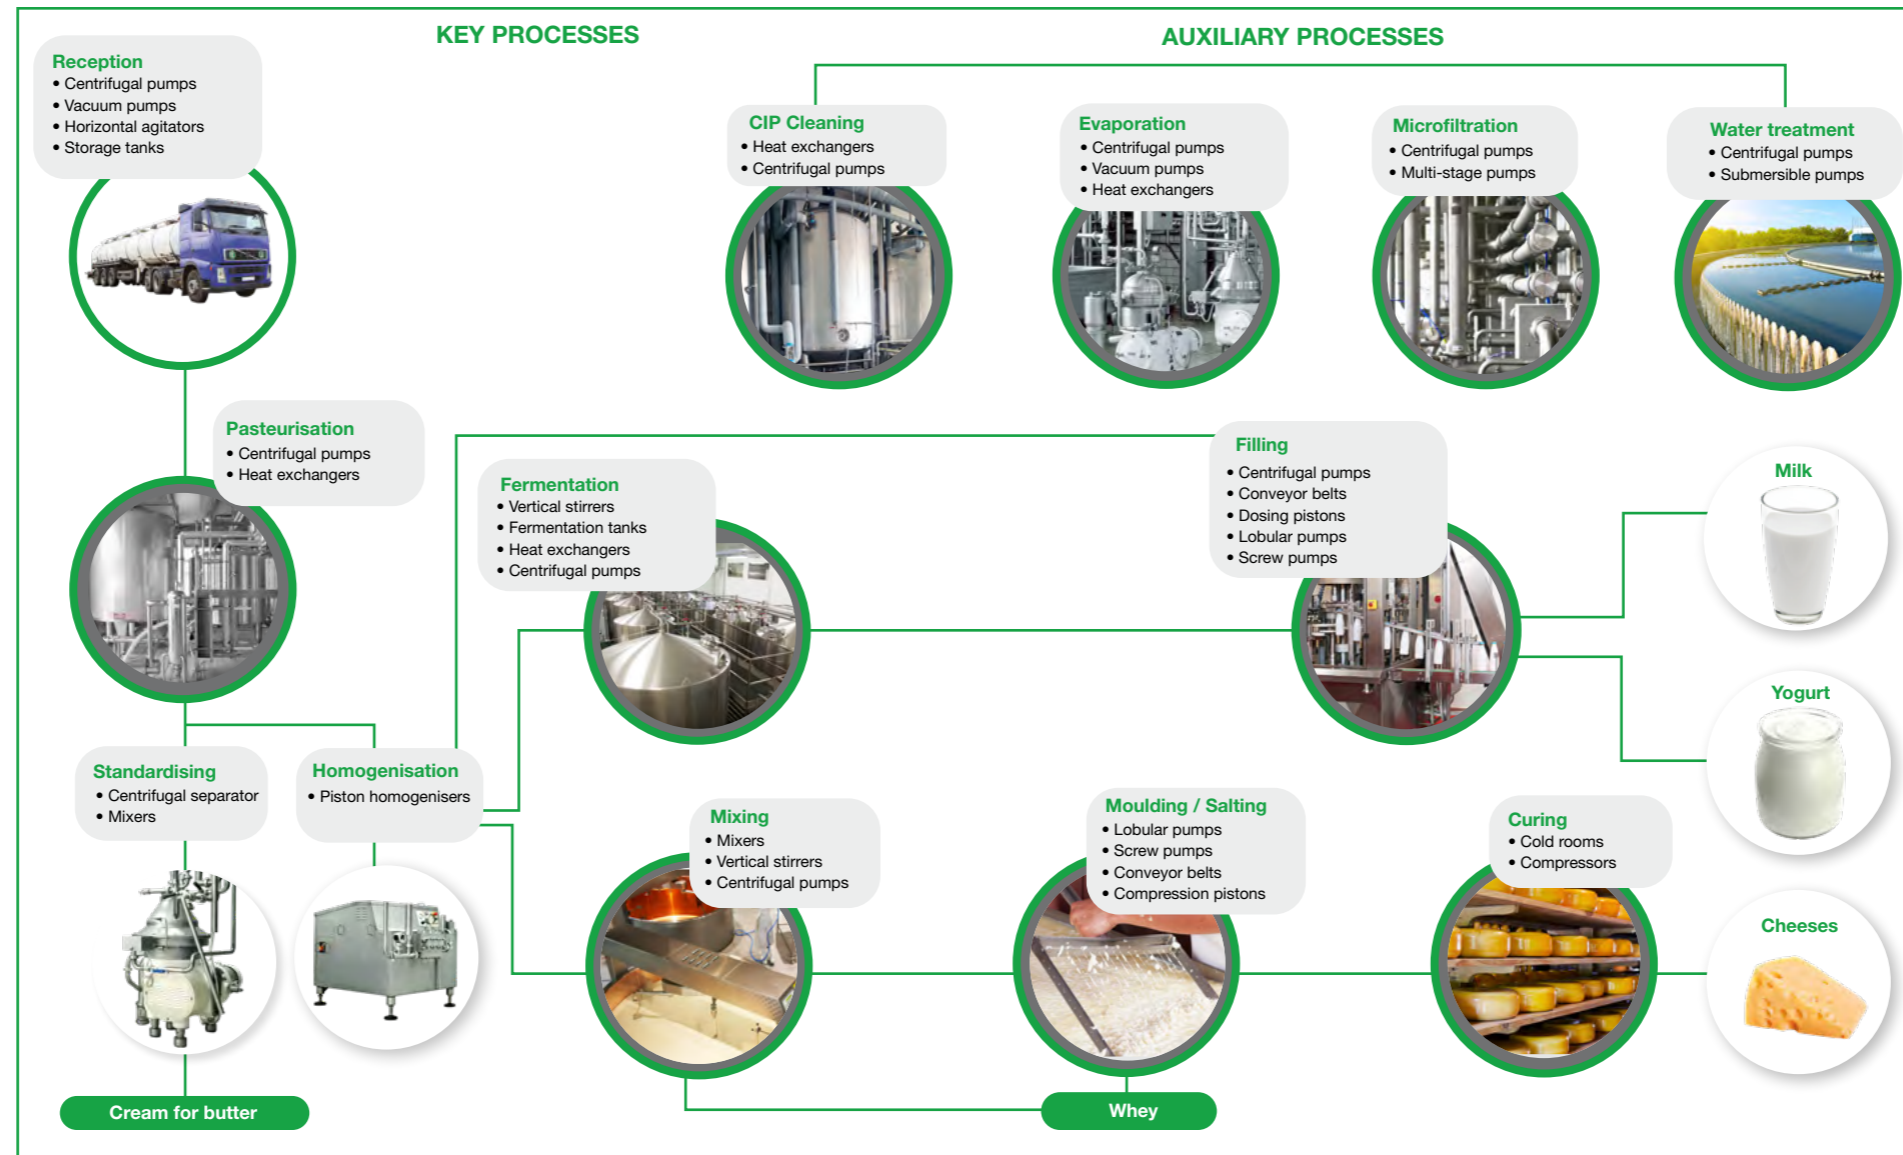 KEY PROCESSES
AUXILIARY PROCESSES
Reception
• Centrifugal pumps
• Vacuum pumps
• Horizontal agitators
• Storage tanks
CIP Cleaning
• Heat exchangers
• Centrifugal pumps
Evaporation
• Centrifugal pumps
• Vacuum pumps
• Heat exchangers
Microfiltration
• Centrifugal pumps
• Multi-stage pumps
Water treatment
• Centrifugal pumps
• Submersible pumps
Pasteurisation
• Centrifugal pumps
• Heat exchangers
Fermentation
• Vertical stirrers
• Fermentation tanks
• Heat exchangers
• Centrifugal pumps
Filling
• Centrifugal pumps
• Conveyor belts
• Dosing pistons
• Lobular pumps
• Screw pumps
Milk
Yogurt
Standardising
• Centrifugal separator
• Mixers
Homogenisation
• Piston homogenisers
Mixing
• Mixers
• Vertical stirrers
• Centrifugal pumps
Moulding / Salting
• Lobular pumps
• Screw pumps
• Conveyor belts
• Compression pistons
Curing
• Cold rooms
• Compressors
Cheeses
Cream for butter
Whey